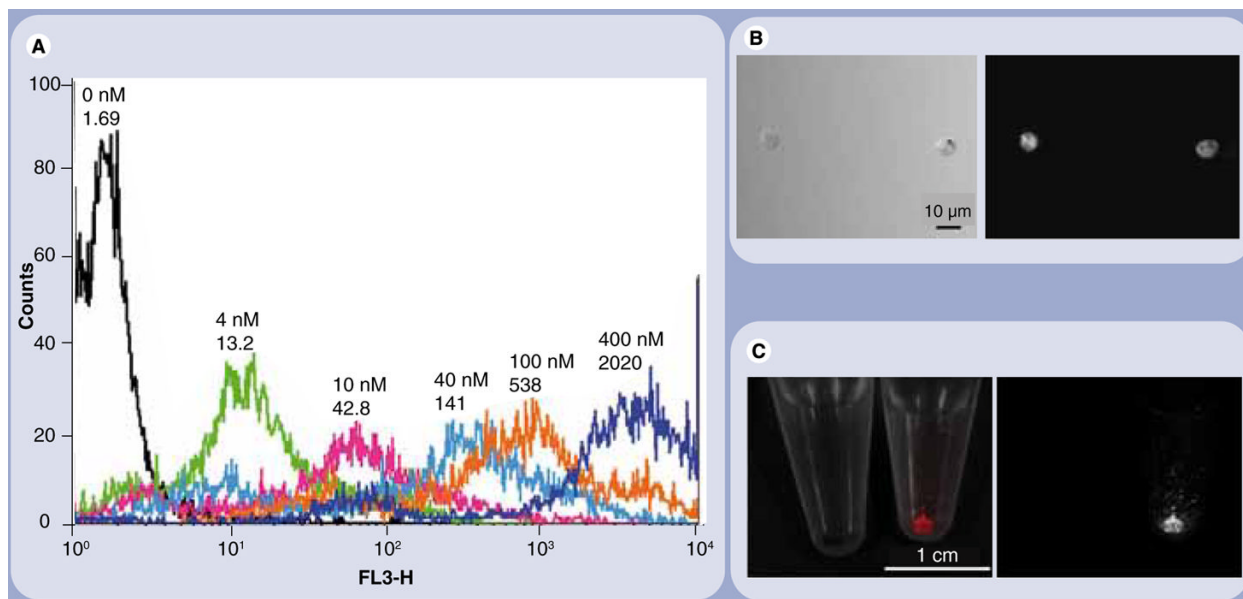 A
100
80
60
40
20
0
Counts
0 nM
1.69
4 nM
13.2
10 nM
42.8
40 nM
141
100 nM
538
400 nM
2020
10⁰
10¹
10²
10³
10⁴
FL3-H
B
10 µm
C
1 cm